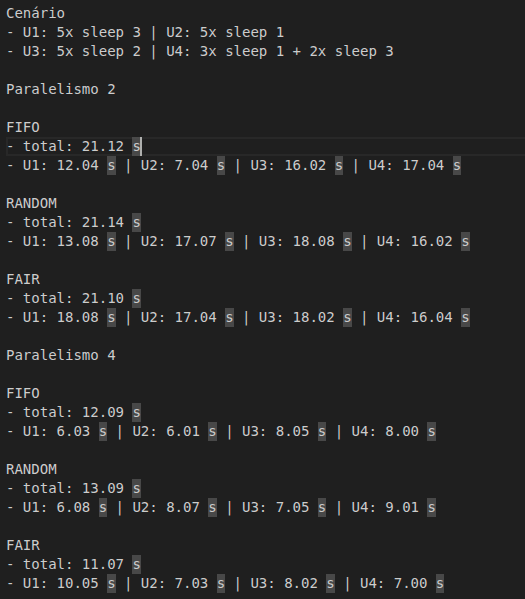 Cenário
- U1: 5x sleep 3 | U2: 5x sleep 1
- U3: 5x sleep 2 | U4: 3x sleep 1 + 2x sleep 3
Paralelismo 2
FIFO
- total: 21.12 s
- U1: 12.04 s | U2: 7.04 s | U3: 16.02 s | U4: 17.04 s
RANDOM
- total: 21.14 s
- U1: 13.08 s | U2: 17.07 s | U3: 18.08 s | U4: 16.02 s
FAIR
- total: 21.10 s
- U1: 18.08 s | U2: 17.04 s | U3: 18.02 s | U4: 16.04 s
Paralelismo 4
FIFO
- total: 12.09 s
- U1: 6.03 s | U2: 6.01 s | U3: 8.05 s | U4: 8.00 s
RANDOM
- total: 13.09 s
- U1: 6.08 s | U2: 8.07 s | U3: 7.05 s | U4: 9.01 s
FAIR
- total: 11.07 s
- U1: 10.05 s | U2: 7.03 s | U3: 8.02 s | U4: 7.00 s